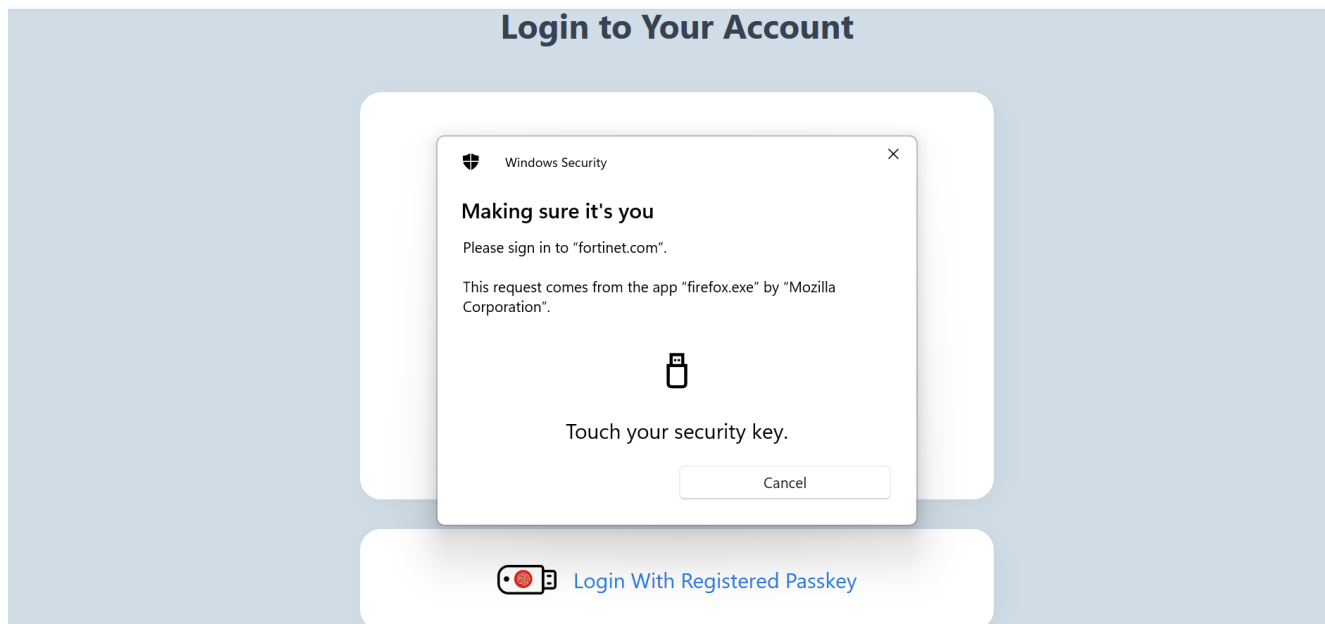 Login to Your Account
Windows Security
Making sure it's you
Please sign in to “fortinet.com”.
This request comes from the app “firefox.exe” by “Mozilla
Corporation”.
Touch your security key.
Cancel
Login With Registered Passkey